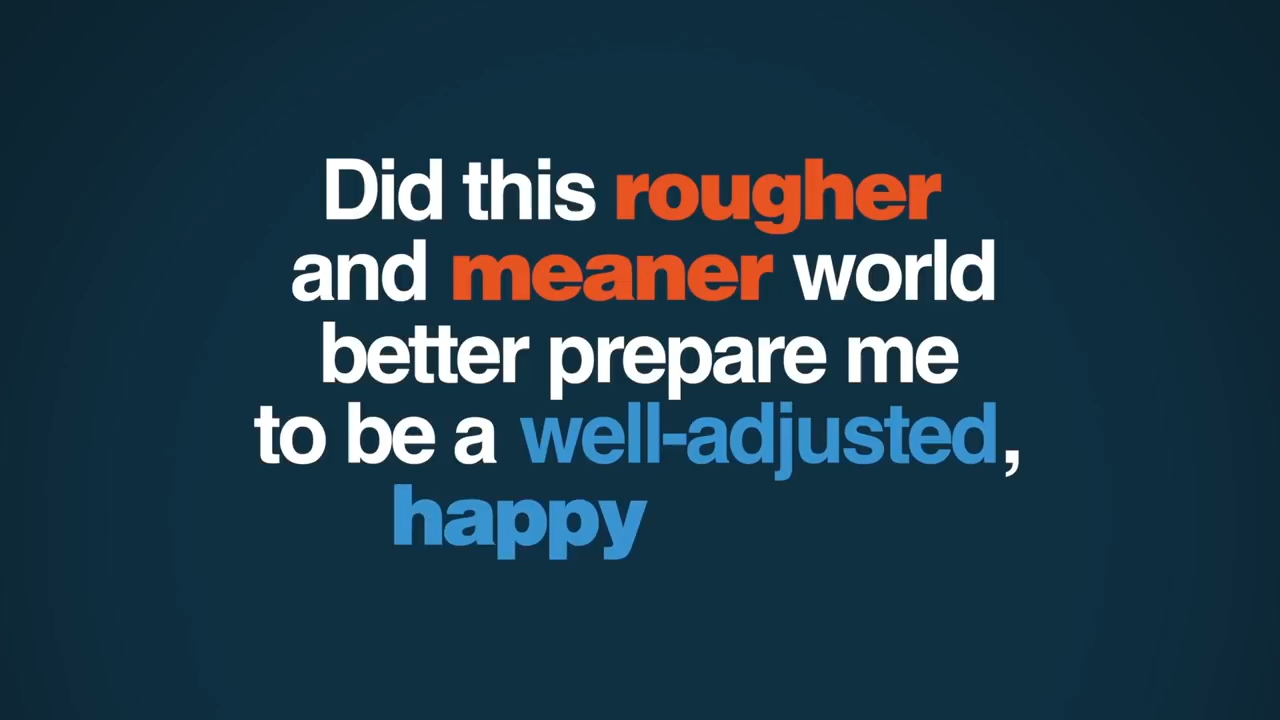 Did this rougher
and meaner world
better prepare me
to be a well-adjusted,
happy